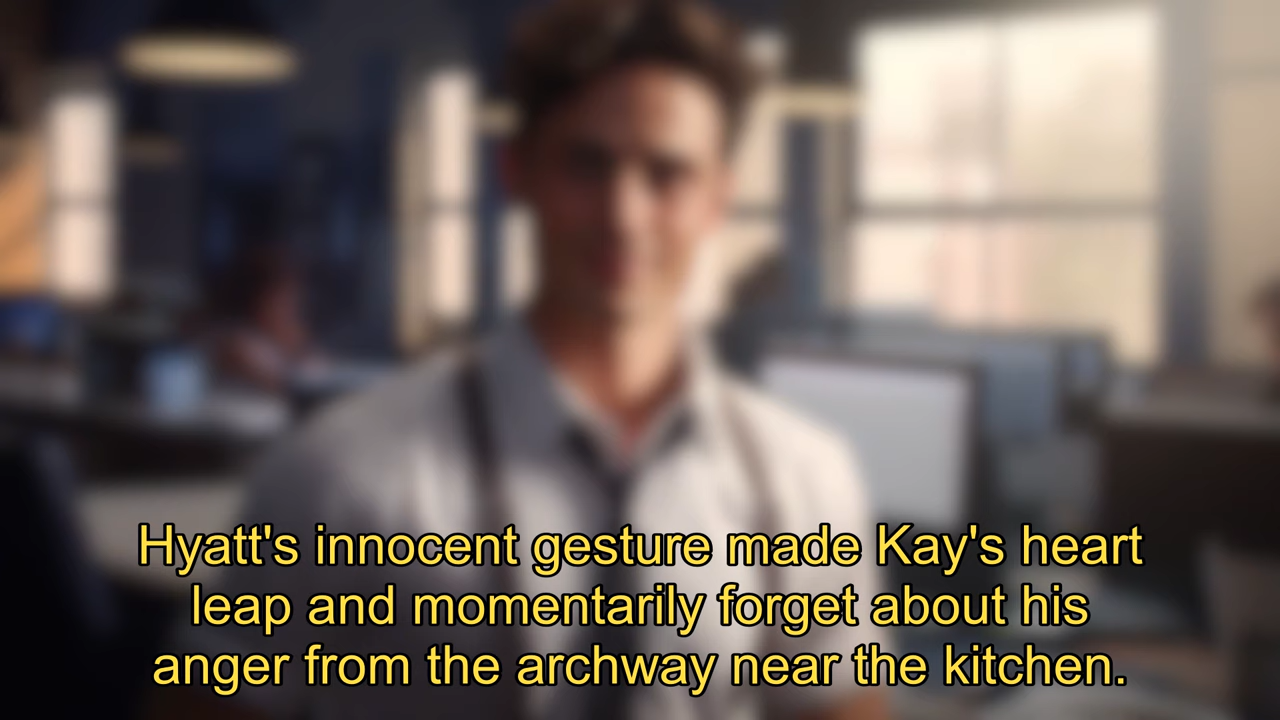 Hyatt's innocent gesture made Kay's heart
leap and momentarily forget about his
anger from the archway near the kitchen.